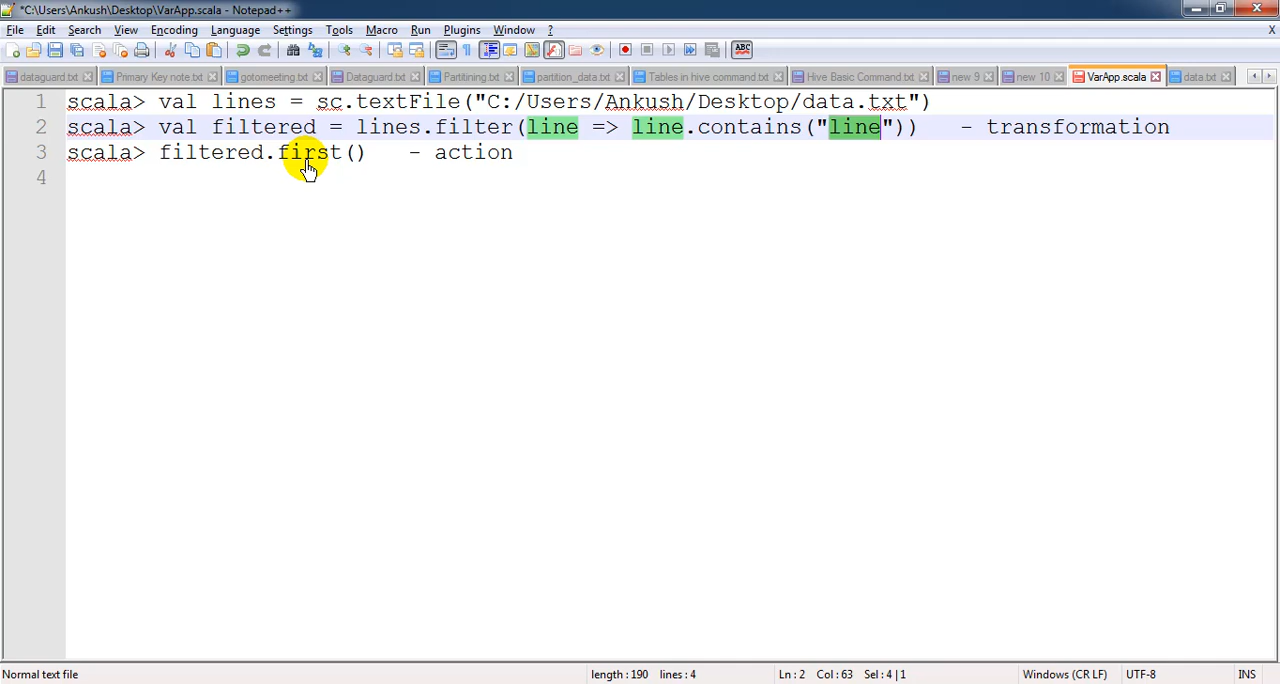 *C:\Users\Ankush\Desktop\VarApp.scala - Notepad++
File Edit Search View Encoding Language Settings Tools Macro Run Plugins Window ? X
dataguard.txt Primary Key note.txt gotomeeting.txt Dataguard.txt Partitining.txt partition_data.txt Tables in hive command.txt Hive Basic Command.txt new 9 new 10 VarApp.scala data.txt
1 scala> val lines = sc.textFile("C:/Users/Ankush/Desktop/data.txt")
2 scala> val filtered = lines.filter(line => line.contains("line")) - transformation
3 scala> filtered.first() - action
4
Normal text file length : 190 lines : 4 Ln : 2 Col : 63 Sel : 4 | 1 Windows (CR LF) UTF-8 INS